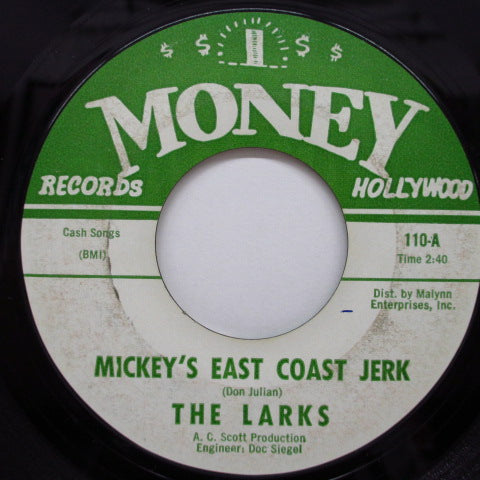 $ $ 1 $ $
MONEY
RECORDS HOLLYWOOD
Cash Songs
(BMI)
110-A
Time 2:40
Dist. by Malynn
Enterprises, Inc.
MICKEY'S EAST COAST JERK
(Don Julian)
THE LARKS
A. C. Scott Production
Engineer: Doc Siegel